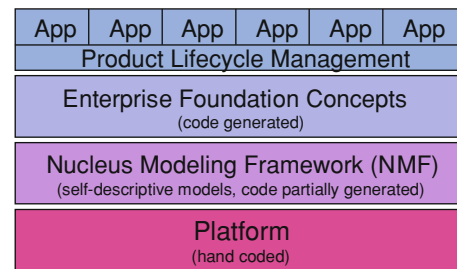 App App App App App App
Product Lifecycle Management
Enterprise Foundation Concepts
(code generated)
Nucleus Modeling Framework (NMF)
(self-descriptive models, code partially generated)
Platform
(hand coded)